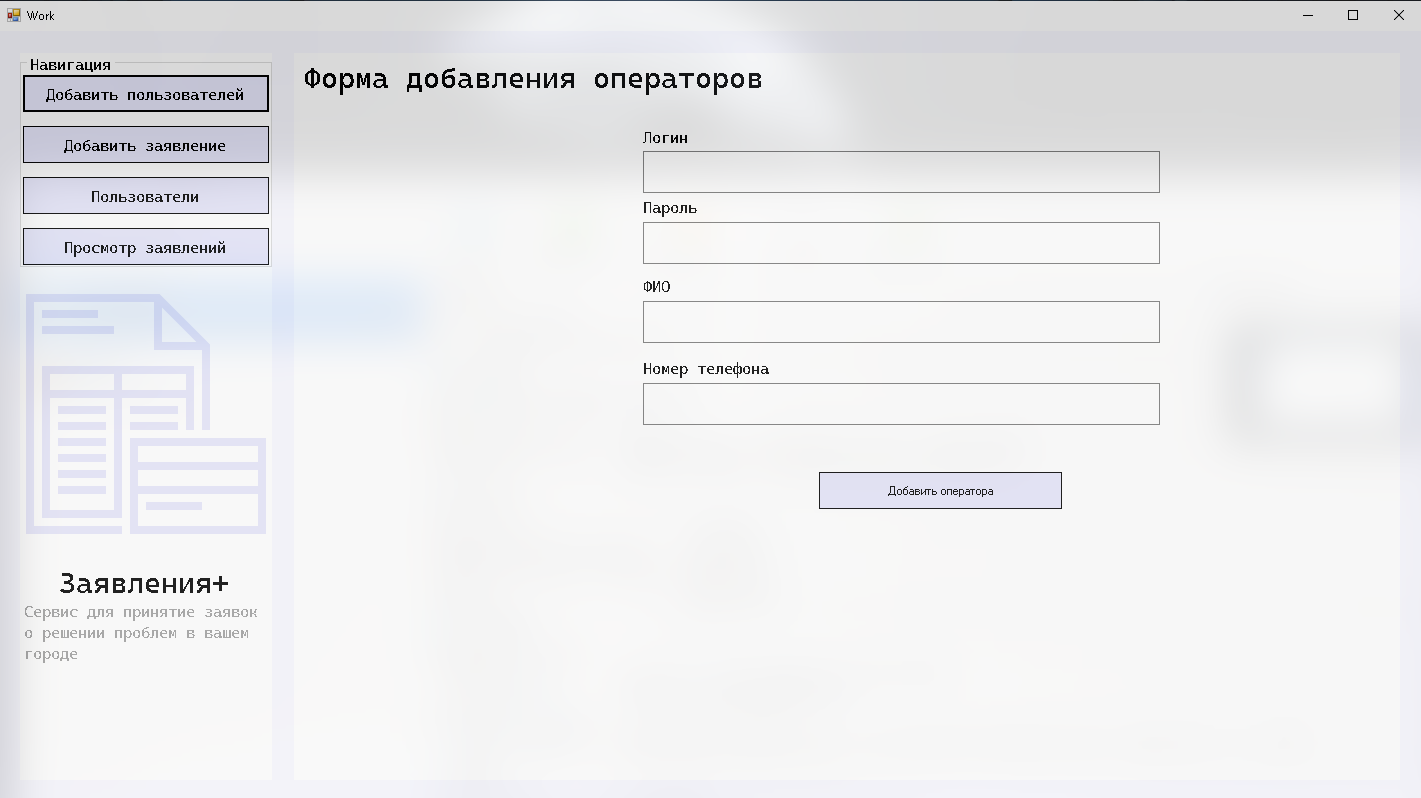 Work
Навигация
Добавить пользователей
Добавить заявление
Пользователи
Просмотр заявлений
Заявления+
Сервис для принятие заявок
о решении проблем в вашем
городе
Форма добавления операторов
Логин
Пароль
ФИО
Номер телефона
Добавить оператора